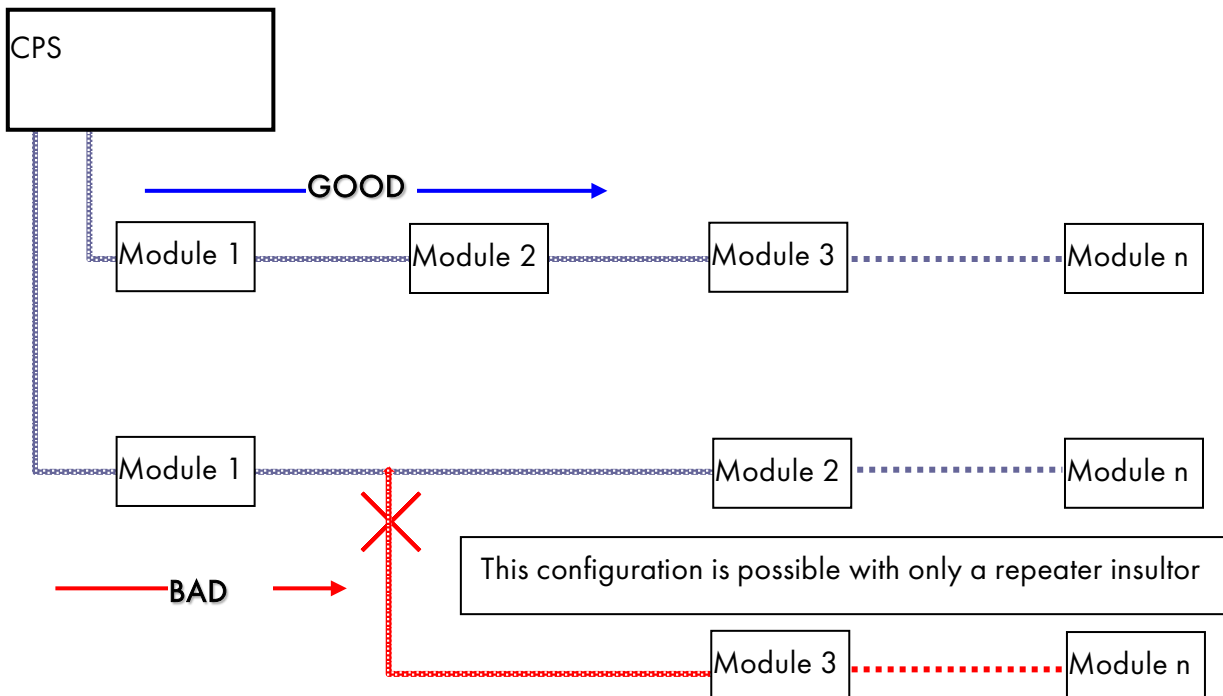 CPS
GOOD
Module 1
Module 2
Module 3
Module n
Module 1
Module 2
Module n
This configuration is possible with only a repeater insultor
BAD
Module 3
Module n